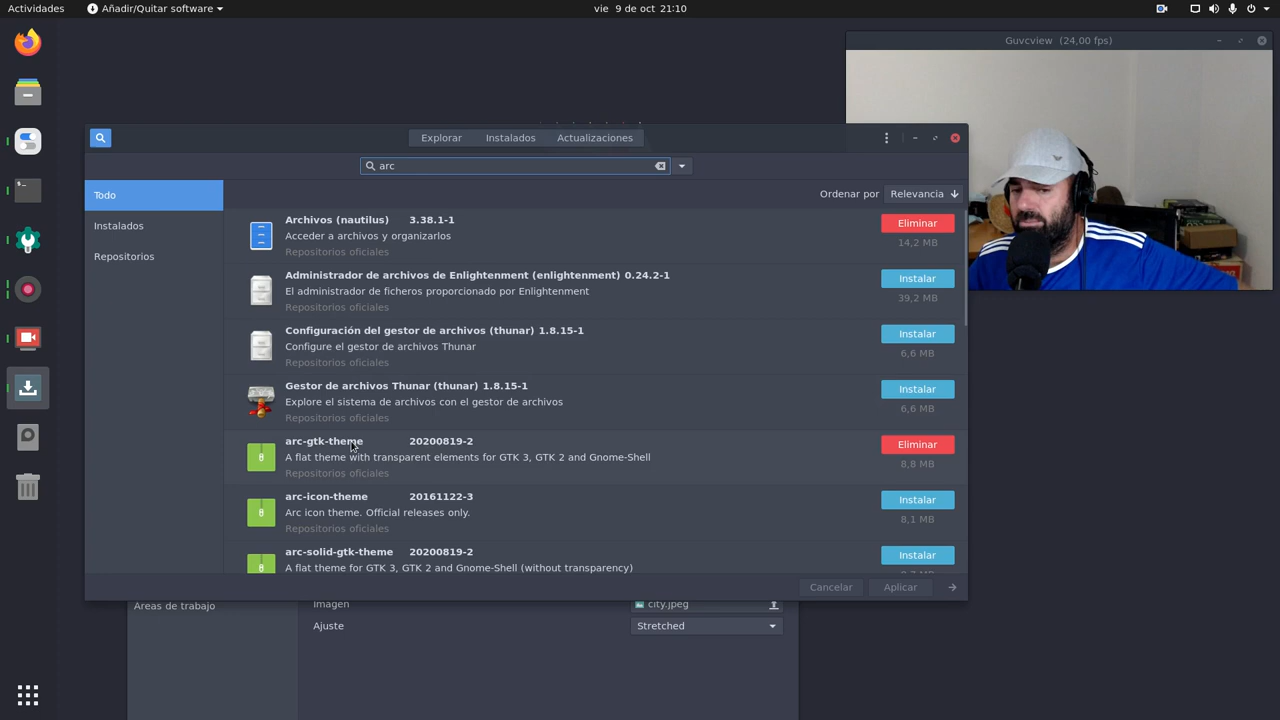 Actividades
Añadir/Quitar software
vie 9 de oct 21:10
Guvcview (24,00 fps)
Explorar
Instalados
Actualizaciones
arc
Todo
Instalados
Repositorios
Ordenar por
Relevancia
Archivos (nautilus) 3.38.1-1
Acceder a archivos y organizarlos
Repositorios oficiales
Eliminar
14,2 MB
Administrador de archivos de Enlightenment (enlightenment) 0.24.2-1
El administrador de ficheros proporcionado por Enlightenment
Repositorios oficiales
Instalar
39,2 MB
Configuración del gestor de archivos (thunar) 1.8.15-1
Configure el gestor de archivos Thunar
Repositorios oficiales
Instalar
6,6 MB
Gestor de archivos Thunar (thunar) 1.8.15-1
Explore el sistema de archivos con el gestor de archivos
Repositorios oficiales
Instalar
6,6 MB
arc-gtk-theme 20200819-2
A flat theme with transparent elements for GTK 3, GTK 2 and Gnome-Shell
Repositorios oficiales
Eliminar
8,8 MB
arc-icon-theme 20161122-3
Arc icon theme. Official releases only.
Repositorios oficiales
Instalar
8,1 MB
arc-solid-gtk-theme 20200819-2
A flat theme for GTK 3, GTK 2 and Gnome-Shell (without transparency)
Instalar
Cancelar
Aplicar
Áreas de trabajo
Imagen
city.jpeg
Ajuste
Stretched